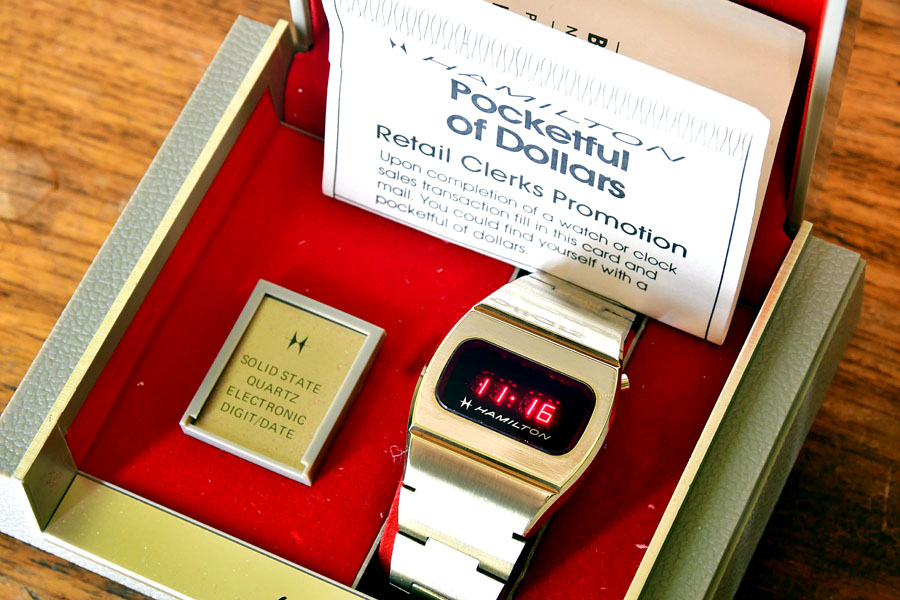 HAMILTON
Pocketful
of Dollars
Retail Clerks Promotion
Upon completion of a watch or clock
sales transaction fill in this card and
mail. You could find yourself with a
pocketful of dollars.
SOLID STATE
QUARTZ
ELECTRONIC
DIGIT/DATE
11:16
HAMILTON